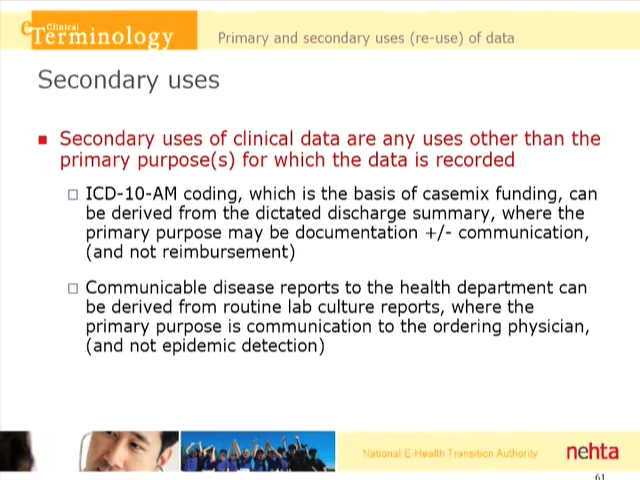 eClinical
Terminology
Primary and secondary uses (re-use) of data
Secondary uses
Secondary uses of clinical data are any uses other than the
primary purpose(s) for which the data is recorded
ICD-10-AM coding, which is the basis of casemix funding, can
be derived from the dictated discharge summary, where the
primary purpose may be documentation +/- communication,
(and not reimbursement)
Communicable disease reports to the health department can
be derived from routine lab culture reports, where the
primary purpose is communication to the ordering physician,
(and not epidemic detection)
National E-Health Transition Authority
nehta
61